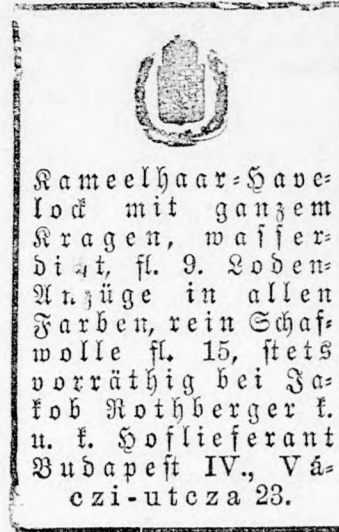 Kameelhaar-Have-
lock mit ganzem
Kragen, wasser-
dicht, fl. 9. Loden-
Anzüge in allen
Farben, rein Schaf-
wolle fl. 15, stets
vorräthig bei Ja-
kob Rothberger k.
u. k. Hoflieferant
Budapest IV., Vá-
czi-utcza 23.